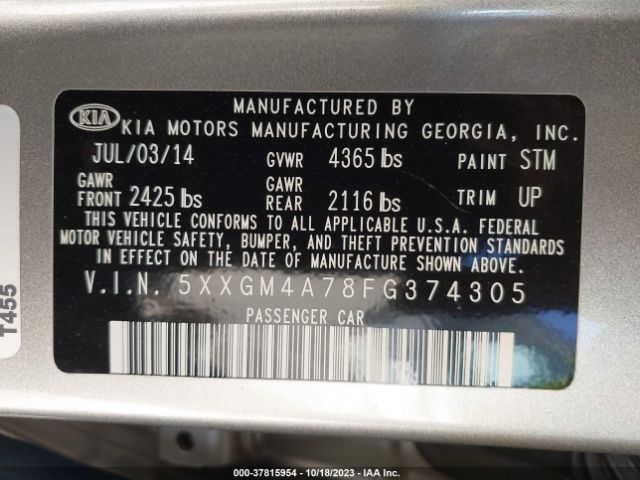 MANUFACTURED BY
KIA KIA MOTORS MANUFACTURING GEORGIA, INC.
JUL/03/14 GVWR 4365 lbs PAINT STM
GAWR FRONT 2425 lbs GAWR REAR 2116 lbs TRIM UP
THIS VEHICLE CONFORMS TO ALL APPLICABLE U.S.A. FEDERAL
MOTOR VEHICLE SAFETY, BUMPER, AND THEFT PREVENTION STANDARDS
IN EFFECT ON THE DATE OF MANUFACTURE SHOWN ABOVE.
V.I.N. 5XXGM4A78FG374305
PASSENGER CAR
T455
000-37815954 - 10/18/2023 - IAA Inc.